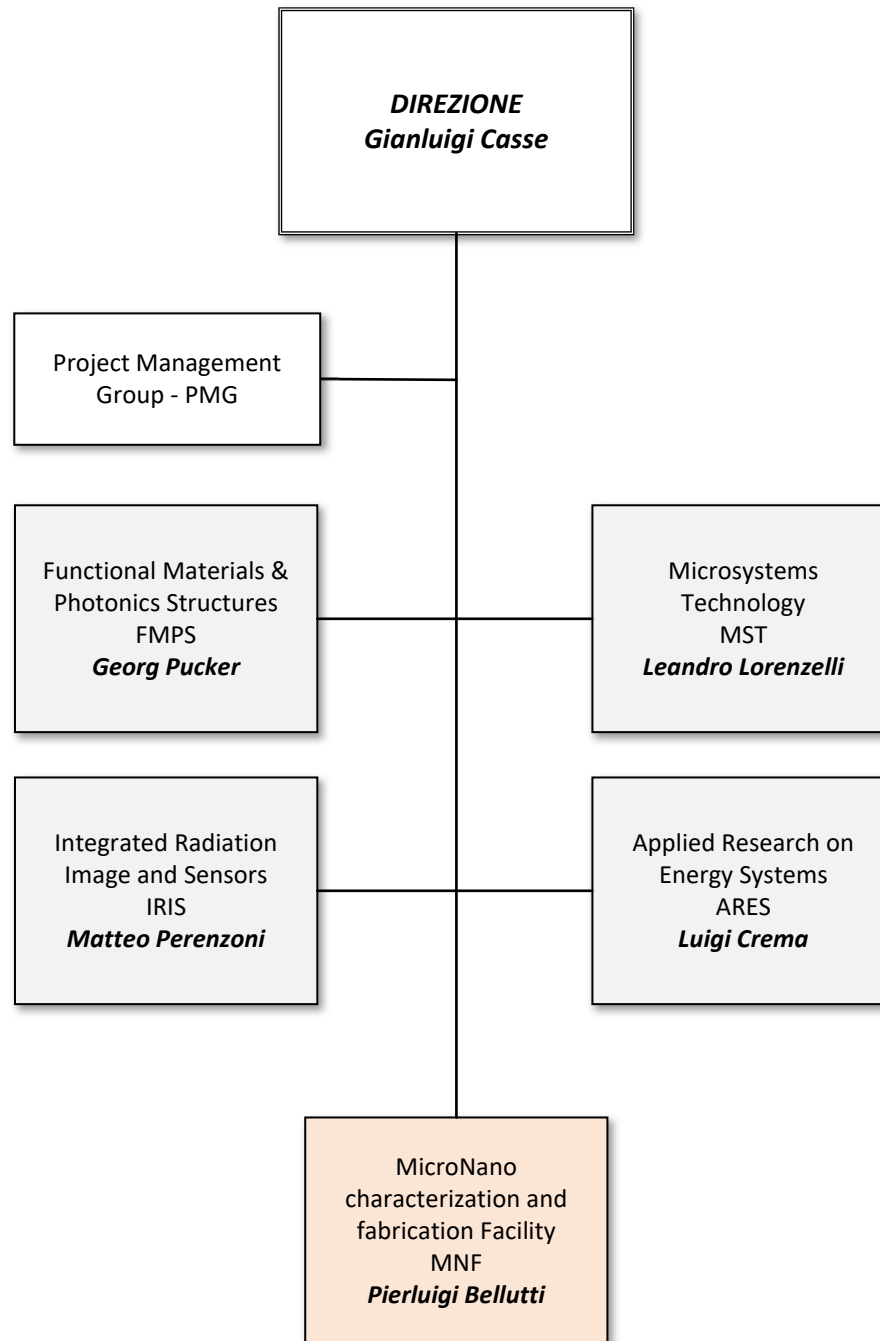 DIREZIONE
Gianluigi Casse
Project Management
Group - PMG
Functional Materials &
Photonics Structures
FMPS
Georg Pucker
Microsystems
Technology
MST
Leandro Lorenzelli
Integrated Radiation
Image and Sensors
IRIS
Matteo Perenzoni
Applied Research on
Energy Systems
ARES
Luigi Crema
MicroNano
characterization and
fabrication Facility
MNF
Pierluigi Bellutti